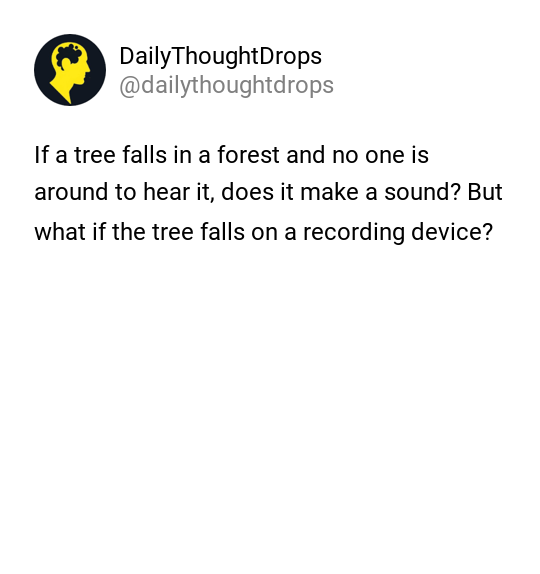 DailyThoughtDrops
@dailythoughtdrops
If a tree falls in a forest and no one is
around to hear it, does it make a sound? But
what if the tree falls on a recording device?